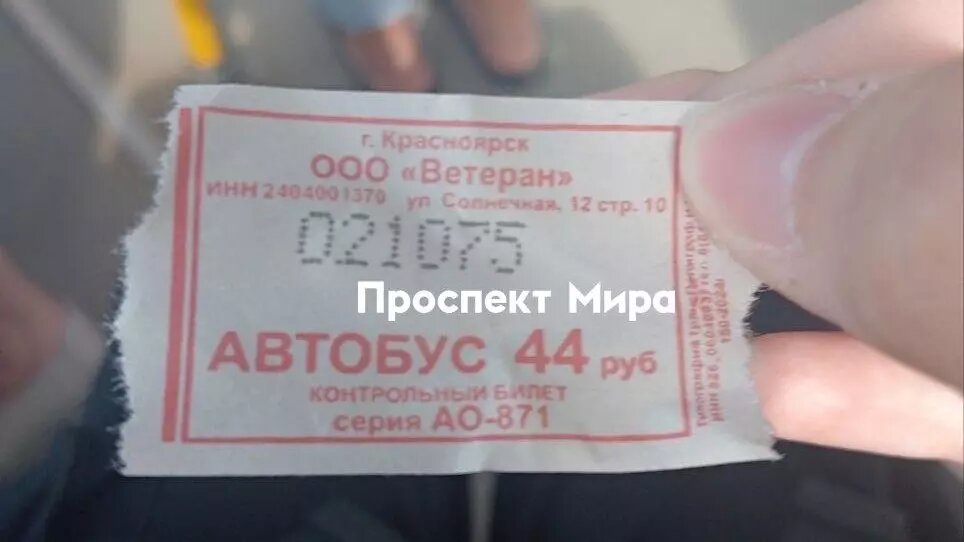 г. Красноярск
ООО «Ветеран»
ИНН 2404001370 ул Солнечная, 12 стр. 10
021075
Проспект Мира
АВТОБУС 44 руб
КОНТРОЛЬНЫЙ БИЛЕТ
серия АО-871